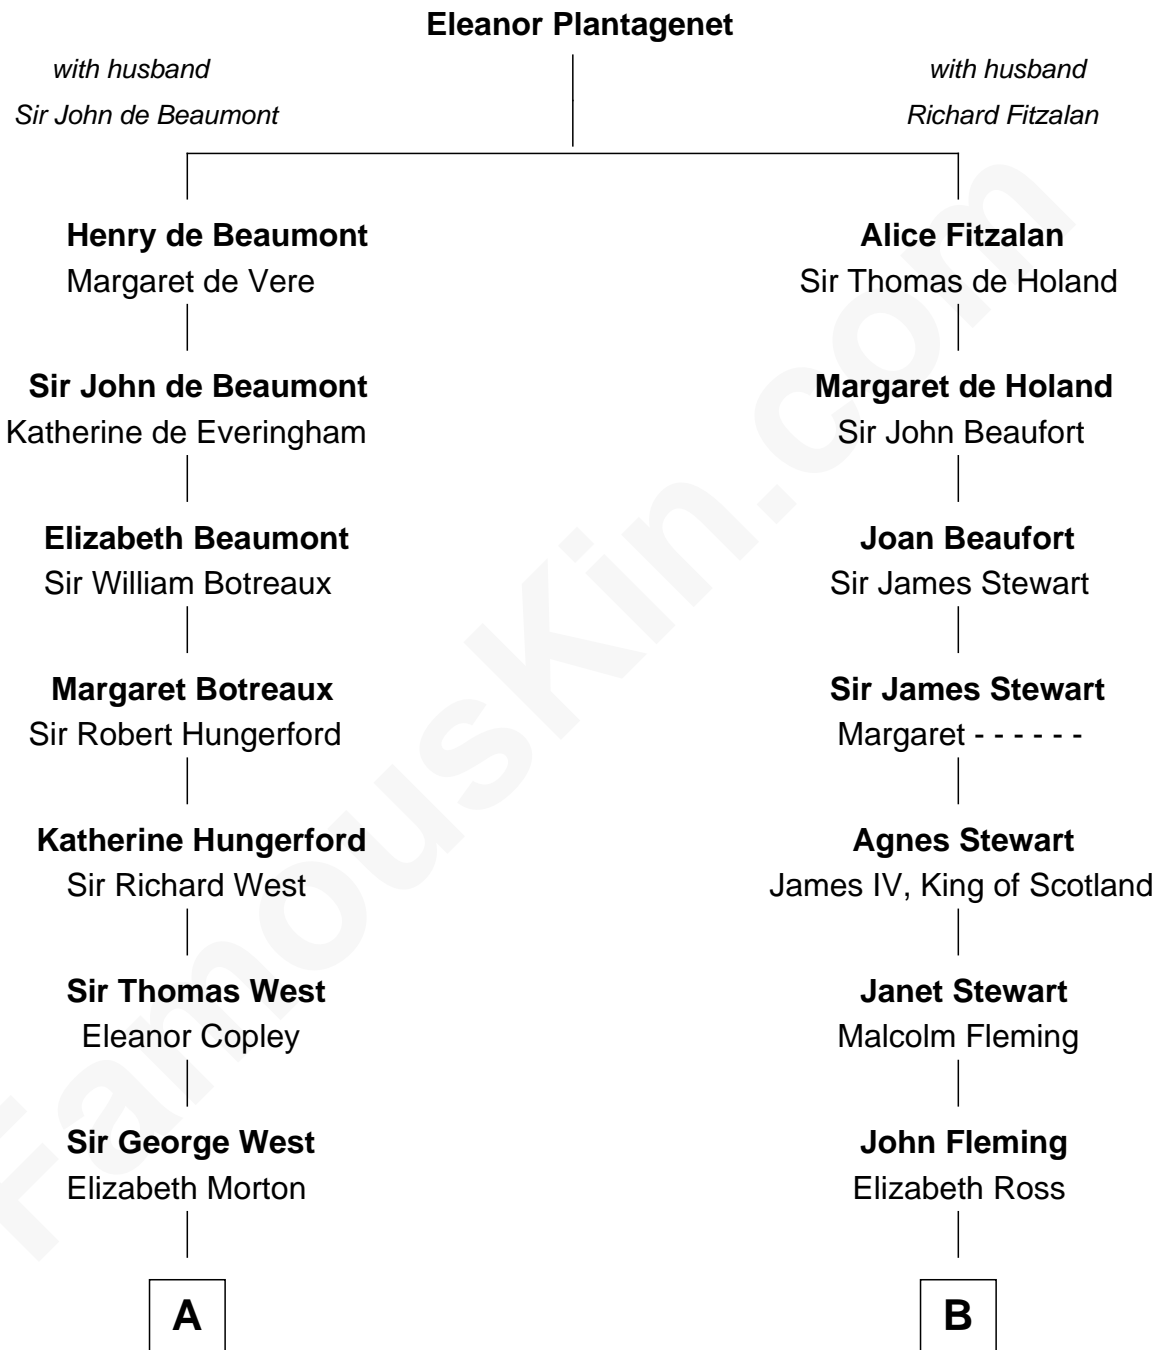 Eleanor Plantagenet
with husband
Sir John de Beaumont
with husband
Richard Fitzalan
Henry de Beaumont
Margaret de Vere
Alice Fitzalan
Sir Thomas de Holand
Sir John de Beaumont
Katherine de Everingham
Margaret de Holand
Sir John Beaufort
Elizabeth Beaumont
Sir William Botreaux
Joan Beaufort
Sir James Stewart
Margaret Botreaux
Sir Robert Hungerford
Sir James Stewart
Margaret - - - - - -
Katherine Hungerford
Sir Richard West
Agnes Stewart
James IV, King of Scotland
Sir Thomas West
Eleanor Copley
Janet Stewart
Malcolm Fleming
Sir George West
Elizabeth Morton
John Fleming
Elizabeth Ross
A
B
FamousKin.com